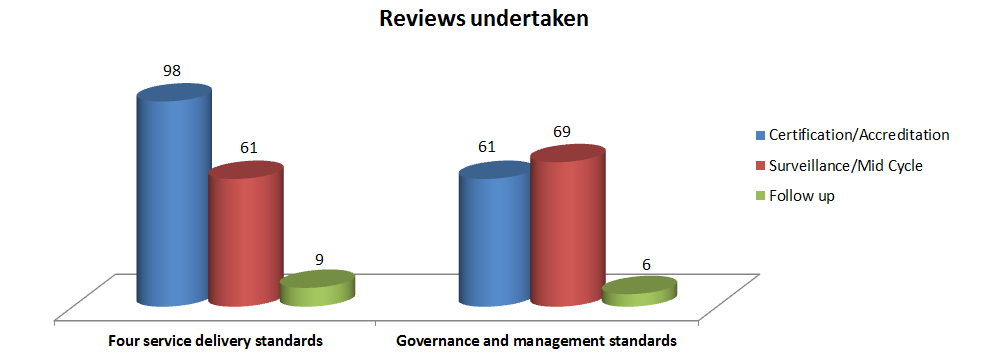 Reviews undertaken
98
61
9
61
69
6
Certification/Accreditation
Surveillance/Mid Cycle
Follow up
Four service delivery standards
Governance and management standards